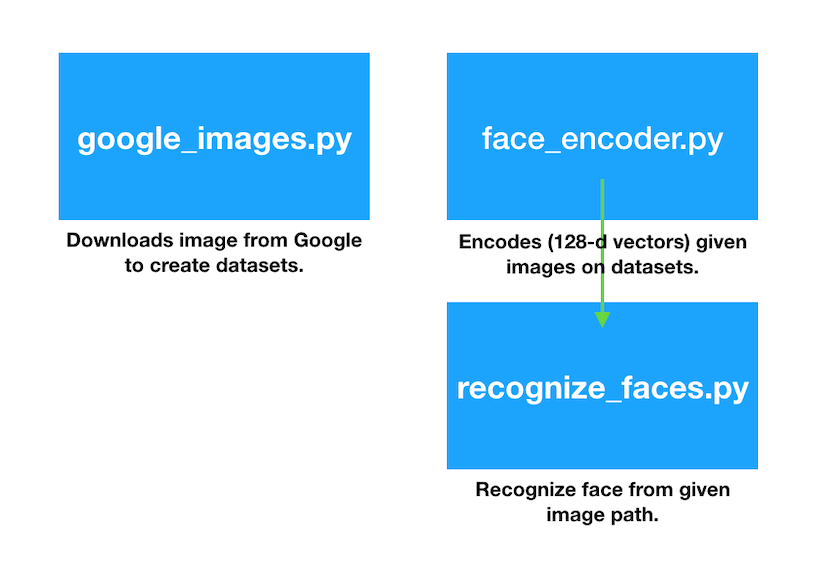 google_images.py
Downloads image from Google
to create datasets.
face_encoder.py
Encodes (128-d vectors) given
images on datasets.
recognize_faces.py
Recognize face from given
image path.